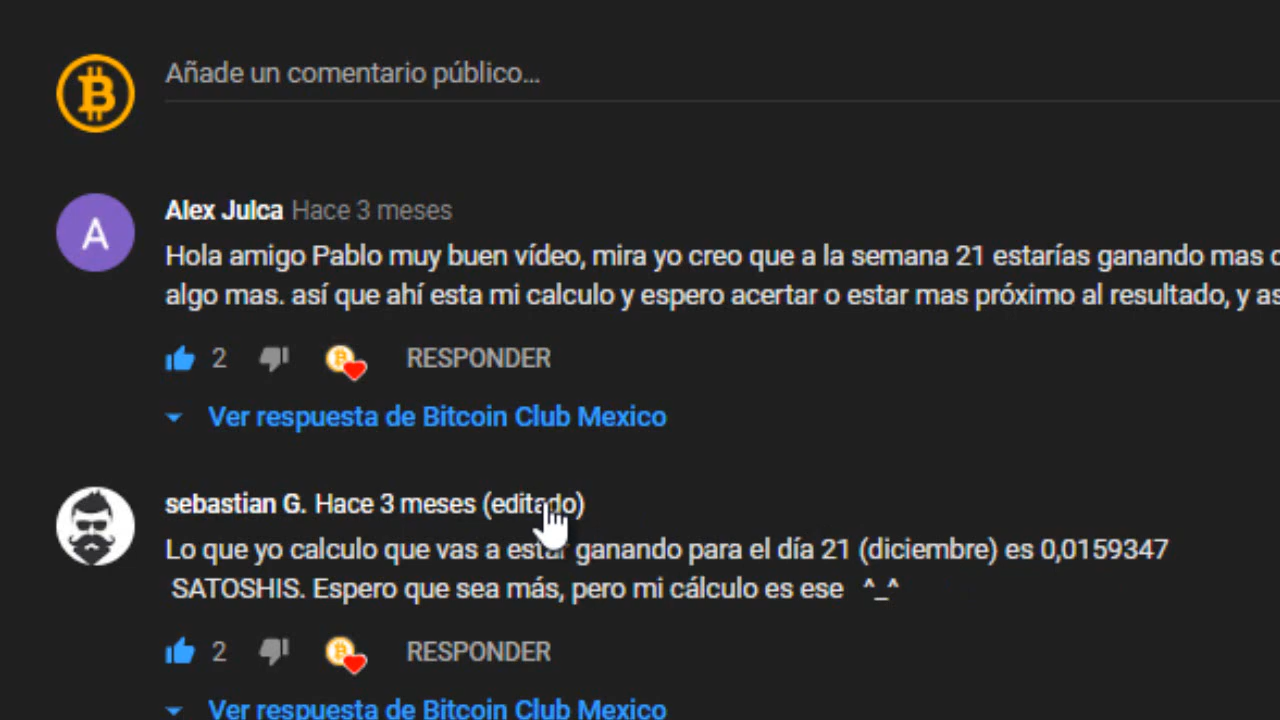 Añade un comentario público...
A
Alex Julca Hace 3 meses
Hola amigo Pablo muy buen vídeo, mira yo creo que a la semana 21 estarías ganando mas
algo mas. así que ahí esta mi calculo y espero acertar o estar mas próximo al resultado, y
2
RESPONDER
Ver respuesta de Bitcoin Club Mexico
sebastian G. Hace 3 meses (editado)
Lo que yo calculo que vas a estar ganando para el día 21 (diciembre) es 0,0159347
SATOSHIS. Espero que sea más, pero mi cálculo es ese ^_^
2
RESPONDER
Ver respuesta de Bitcoin Club Mexico